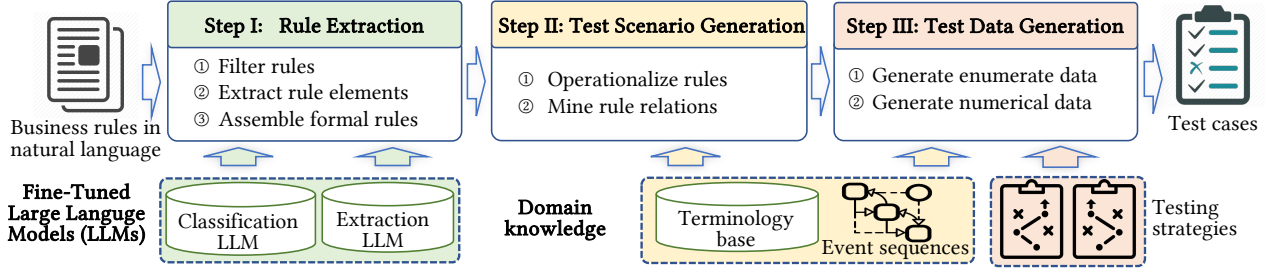 Step I: Rule Extraction
① Filter rules
② Extract rule elements
③ Assemble formal rules
Step II: Test Scenario Generation
① Operationalize rules
② Mine rule relations
Step III: Test Data Generation
① Generate enumerate data
② Generate numerical data
Business rules in
natural language
Test cases
Fine-Tuned
Large Languge
Models (LLMs)
Classification
LLM
Extraction
LLM
Domain
knowledge
Terminology
base
Event sequences
Testing
strategies